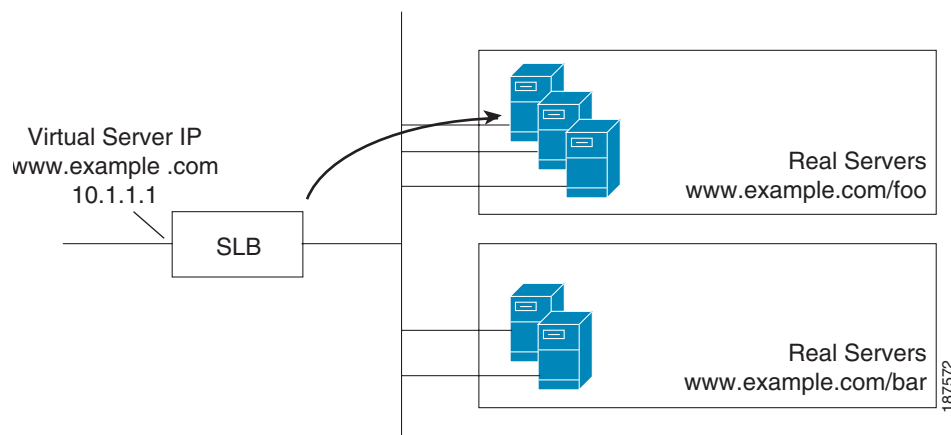 Virtual Server IP
www.example .com
10.1.1.1
SLB
Real Servers
www.example.com/foo
Real Servers
www.example.com/bar
187572